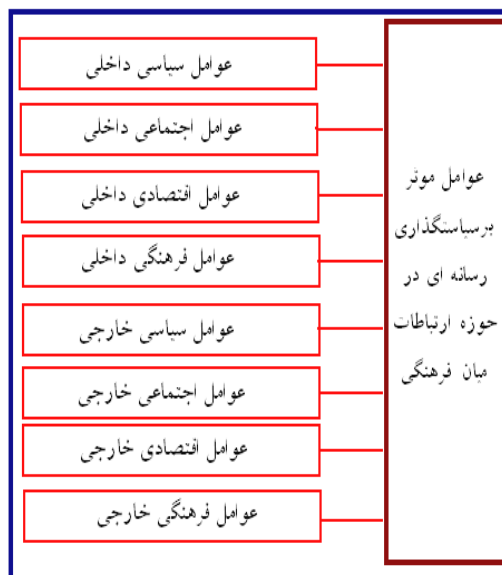 عوامل موثر
برسیاستگذاری
رسانه ای در
حوزه ارتباطات
میان فرهنگی
عوامل سیاسی داخلی
عوامل اجتماعی داخلی
عوامل اقتصادی داخلی
عوامل فرهنگی داخلی
عوامل سیاسی خارجی
عوامل اجتماعی خارجی
عوامل اقتصادی خارجی
عوامل فرهنگی خارجی